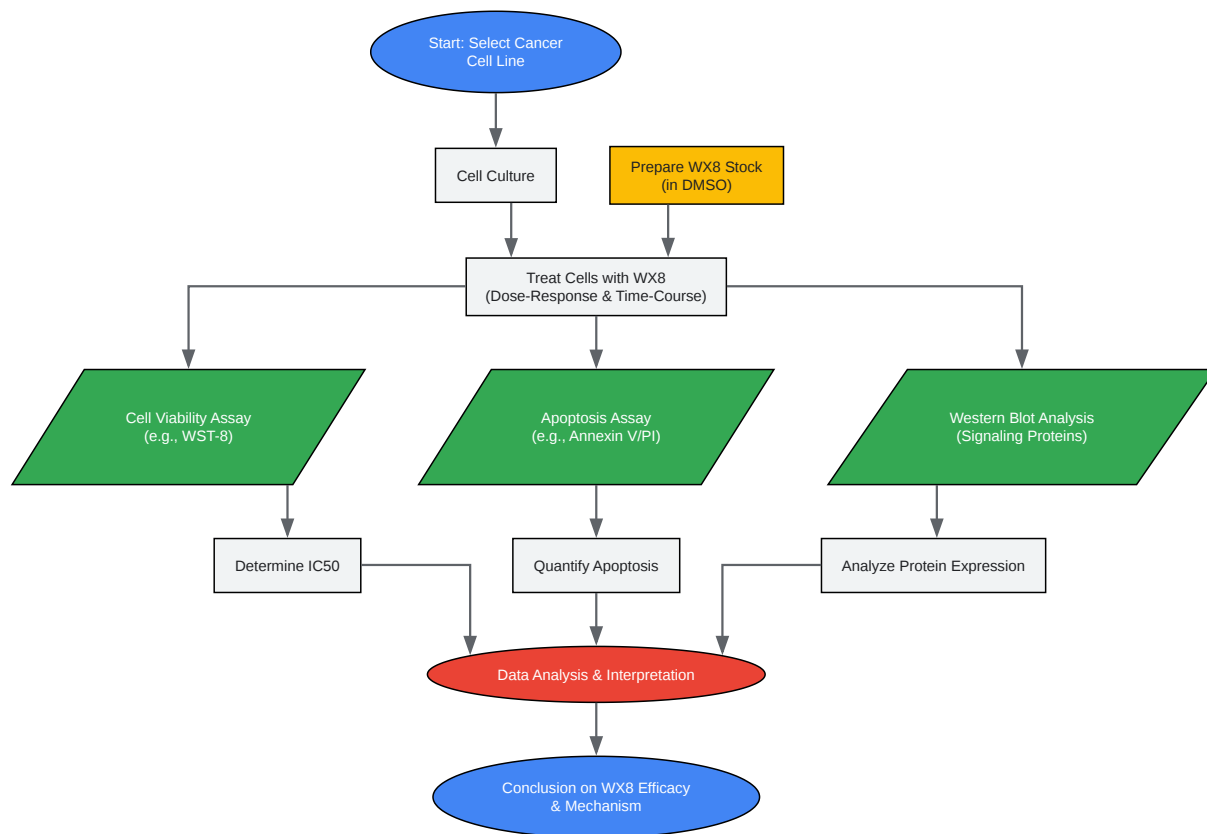 Start: Select Cancer
Cell Line
Cell Culture
Prepare WX8 Stock
(in DMSO)
Treat Cells with WX8
(Dose-Response & Time-Course)
Cell Viability Assay
(e.g., WST-8)
Apoptosis Assay
(e.g., Annexin V/PI)
Western Blot Analysis
(Signaling Proteins)
Determine IC50
Quantify Apoptosis
Analyze Protein Expression
Data Analysis & Interpretation
Conclusion on WX8 Efficacy
& Mechanism